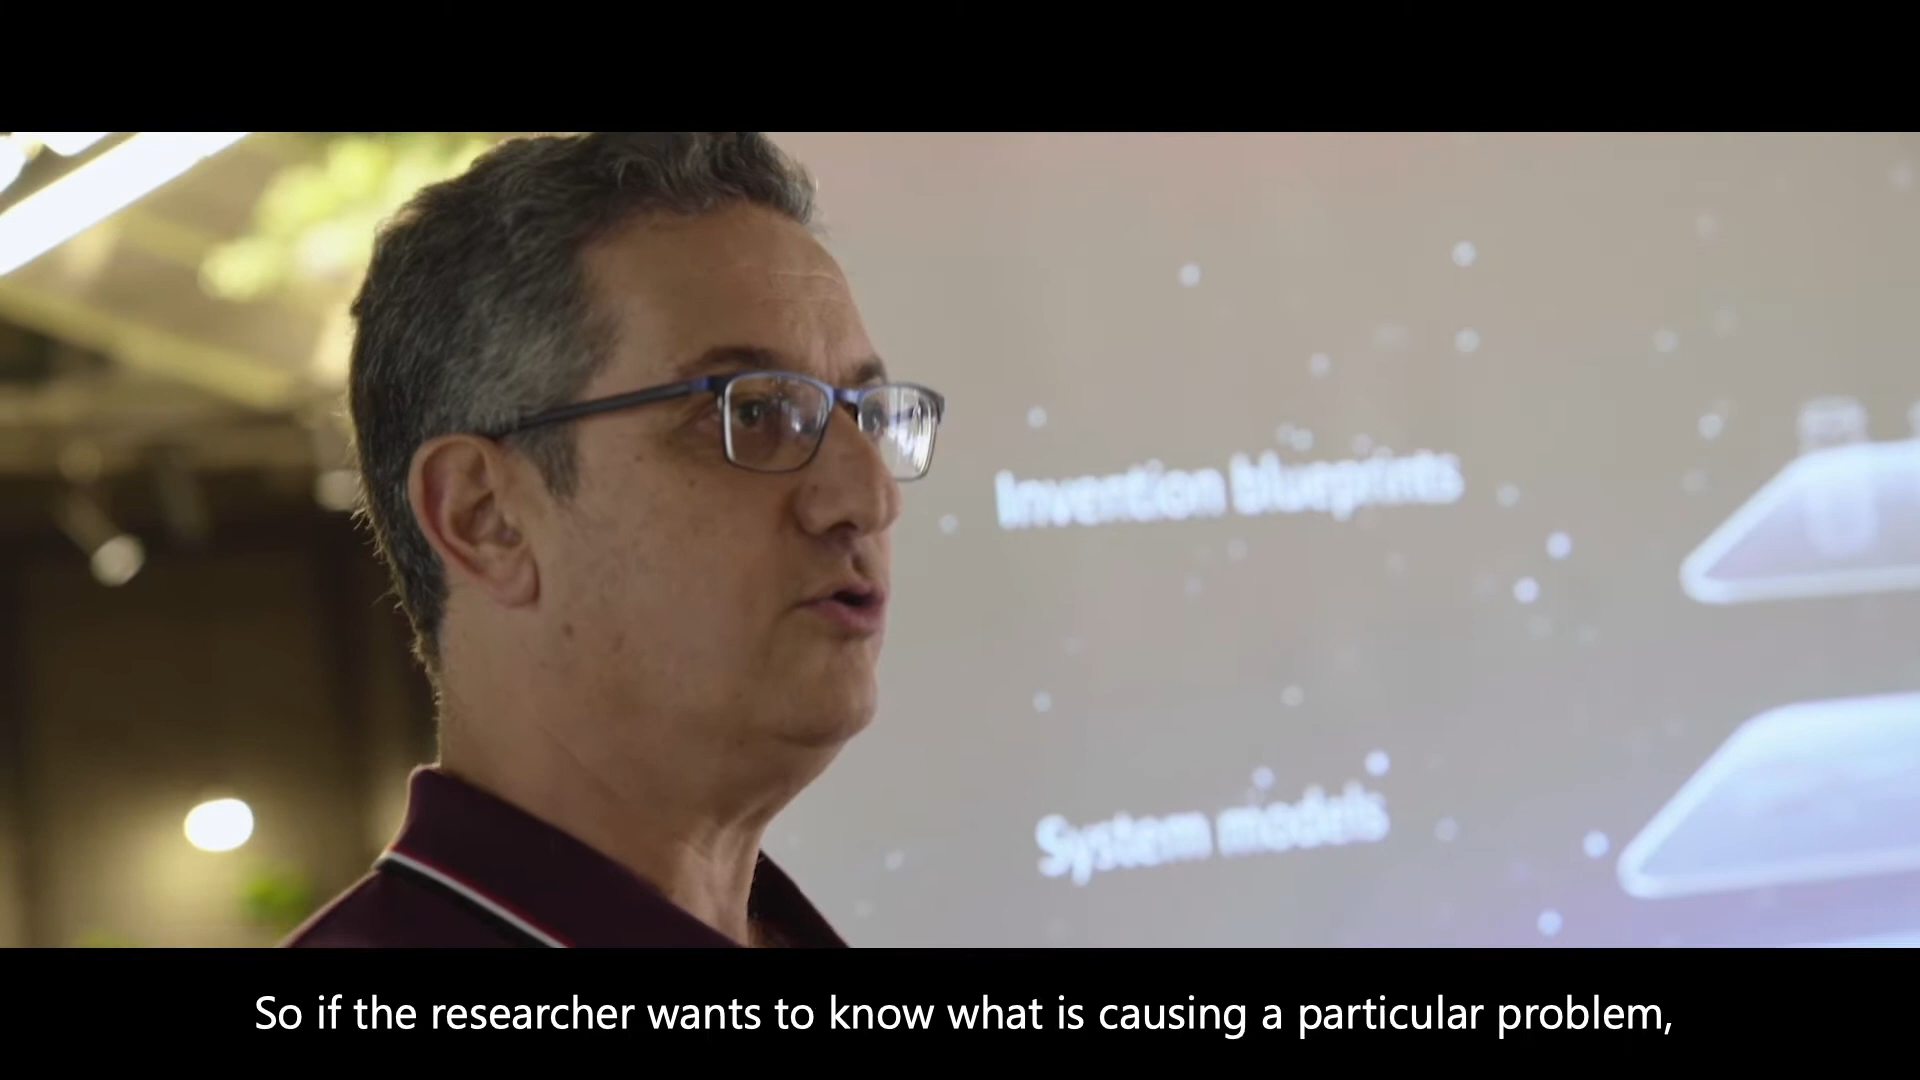 Invention blueprints
System models
So if the researcher wants to know what is causing a particular problem,